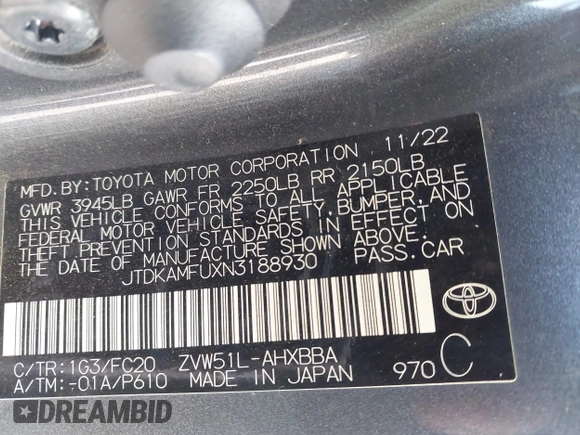 MFD. BY: TOYOTA MOTOR CORPORATION 11/22
GVWR 3945LB GAWR FR 2250LB RR 2150LB
THIS VEHICLE CONFORMS TO ALL APPLICABLE
FEDERAL MOTOR VEHICLE SAFETY, BUMPER, AND
THEFT PREVENTION STANDARDS IN EFFECT ON
THE DATE OF MANUFACTURE SHOWN ABOVE.
JTDKAMFUXN3188930 PASS. CAR
C/TR: 1G3/FC20 ZVW51L-AHXBBA
A/TM: -01A/P610 MADE IN JAPAN 970 C
DREAMBID